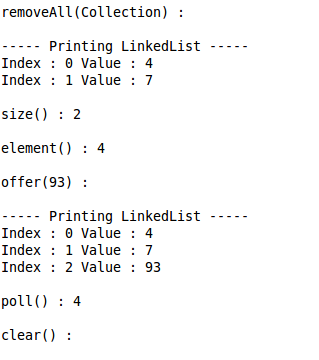 removeAll(Collection) :
----- Printing LinkedList -----
Index : 0 Value : 4
Index : 1 Value : 7
size() : 2
element() : 4
offer(93) :
----- Printing LinkedList -----
Index : 0 Value : 4
Index : 1 Value : 7
Index : 2 Value : 93
poll() : 4
clear() :